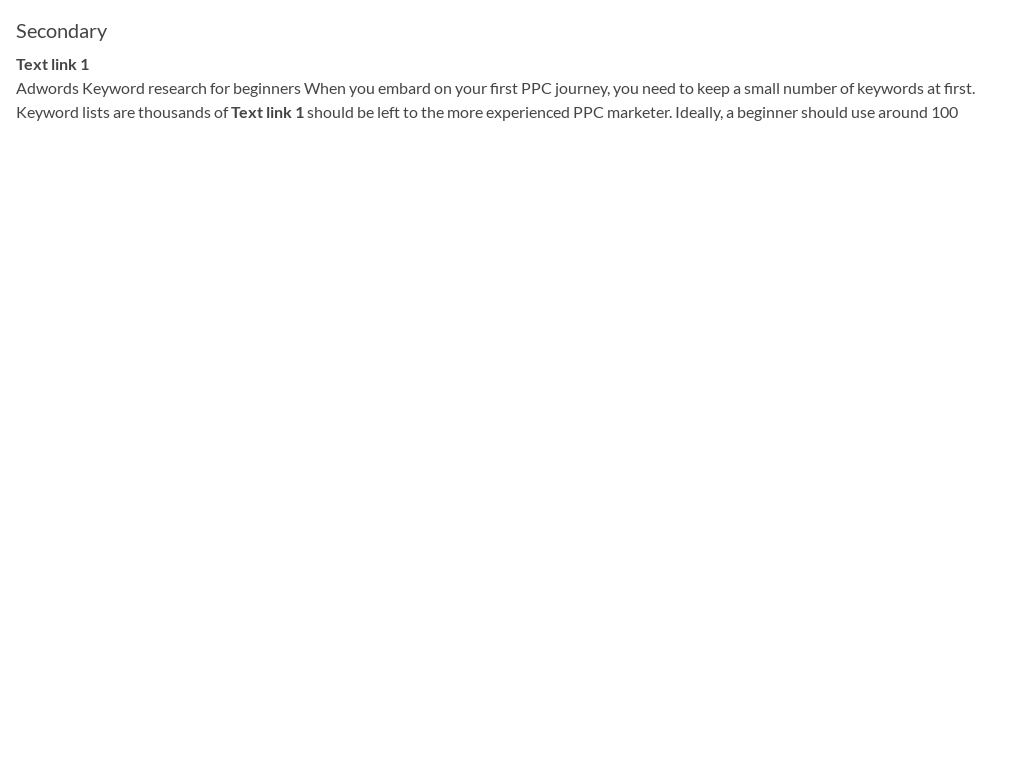 Secondary
Text link 1
Adwords Keyword research for beginners When you embard on your first PPC journey, you need to keep a small number of keywords at first.
Keyword lists are thousands of Text link 1 should be left to the more experienced PPC marketer. Ideally, a beginner should use around 100